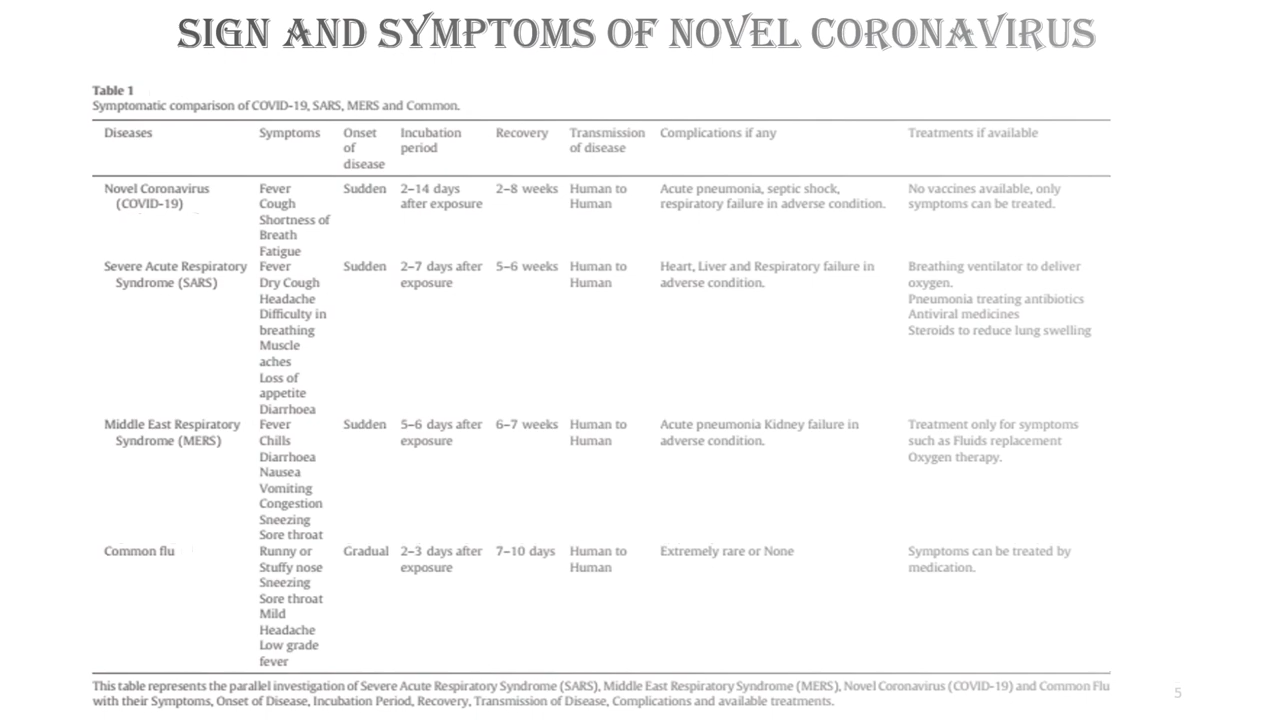 SIGN AND SYMPTOMS OF NOVEL CORONAVIRUS
Table 1
Symptomatic comparison of COVID-19, SARS, MERS and Common.
Diseases Symptoms Onset of disease Incubation period Recovery Transmission of disease Complications if any Treatments if available
Novel Coronavirus Fever Sudden 2–14 days 2–8 weeks Human to Acute pneumonia, septic shock, No vaccines available, only
(COVID-19) Cough after exposure Human respiratory failure in adverse condition. symptoms can be treated.
Shortness of
Breath
Fatigue
Severe Acute Respiratory Fever Sudden 2–7 days after 5–6 weeks Human to Heart, Liver and Respiratory failure in Breathing ventilator to deliver
Syndrome (SARS) Dry Cough exposure Human adverse condition. oxygen.
Headache Pneumonia treating antibiotics
Difficulty in Antiviral medicines
breathing Steroids to reduce lung swelling
Muscle
aches
Loss of
appetite
Diarrhoea
Middle East Respiratory Fever Sudden 5–6 days after 6–7 weeks Human to Acute pneumonia Kidney failure in Treatment only for symptoms
Syndrome (MERS) Chills exposure Human adverse condition. such as Fluids replacement
Diarrhoea Oxygen therapy.
Nausea
Vomiting
Congestion
Sneezing
Sore throat
Common flu Runny or Gradual 2–3 days after 7–10 days Human to Extremely rare or None Symptoms can be treated by
Stuffy nose exposure Human medication.
Sneezing
Sore throat
Mild
Headache
Low grade
fever
This table represents the parallel investigation of Severe Acute Respiratory Syndrome (SARS), Middle East Respiratory Syndrome (MERS), Novel Coronavirus (COVID-19) and Common Flu
with their Symptoms, Onset of Disease, Incubation Period, Recovery, Transmission of Disease, Complications and available treatments.
5